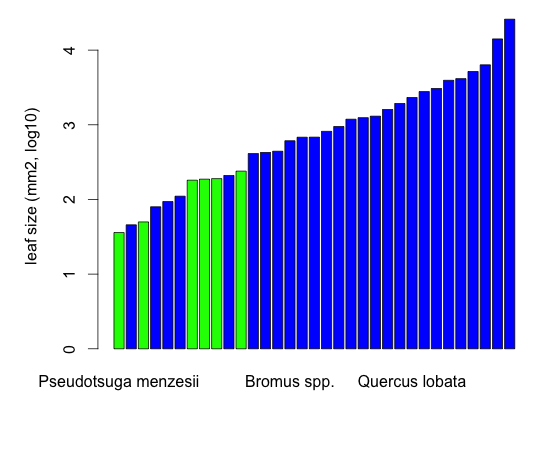 leaf size (mm2, log10)
4
3
2
1
0
Pseudotsuga menzesii Bromus spp. Quercus lobata